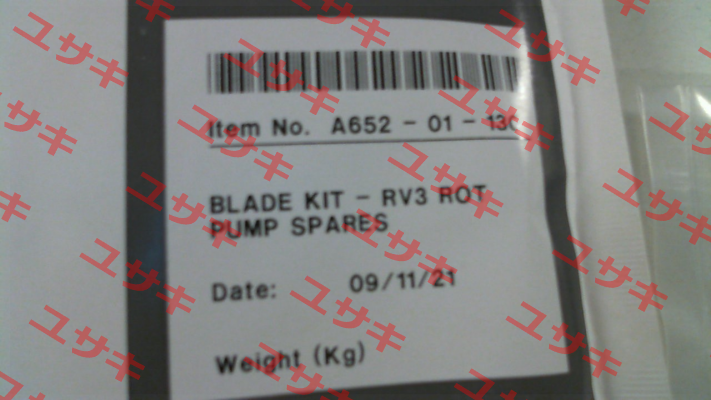 Item No. A652 - 01 - 130
BLADE KIT - RV3 ROT
PUMP SPARES
Date: 09/11/21
Weight (Kg)
ユサキ